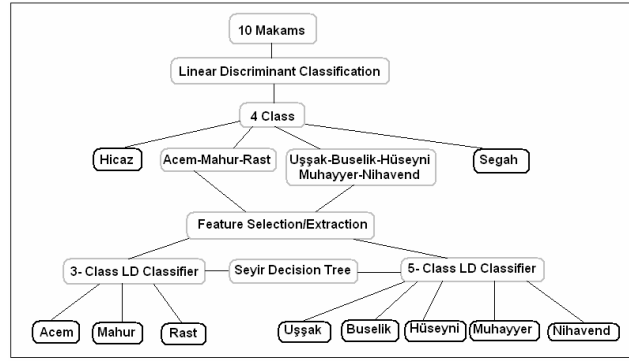 10 Makams
Linear Discriminant Classification
4 Class
Hicaz
Acem-Mahur-Rast
Uşşak-Buselik-Hüseyni
Muhayyer-Nihavend
Segah
Feature Selection/Extraction
3- Class LD Classifier
Seyir Decision Tree
5- Class LD Classifier
Acem
Mahur
Rast
Uşşak
Buselik
Hüseyni
Muhayyer
Nihavend